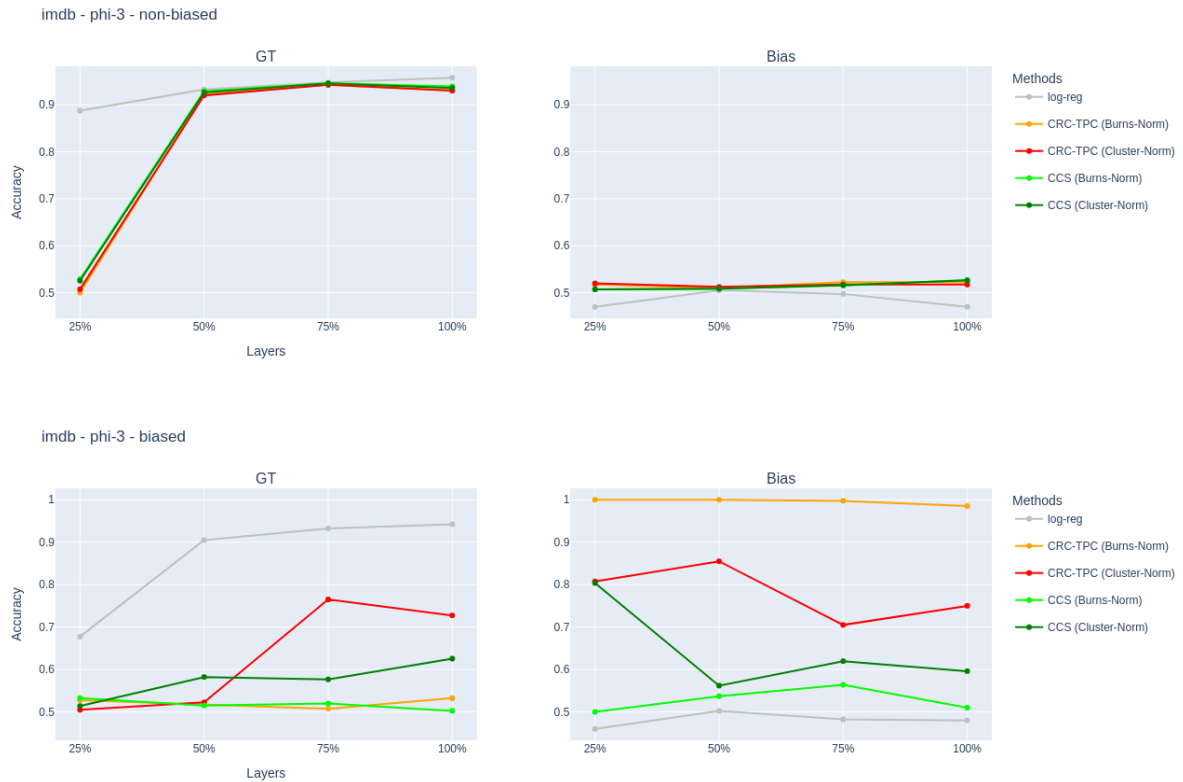 imdb - phi-3 - non-biased
GT
Bias
Accuracy
0.9
0.8
0.7
0.6
0.5
25%
50%
75%
100%
Layers
0.9
0.8
0.7
0.6
0.5
25%
50%
75%
100%
Methods
log-reg
CRC-TPC (Burns-Norm)
CRC-TPC (Cluster-Norm)
CCS (Burns-Norm)
CCS (Cluster-Norm)
imdb - phi-3 - biased
GT
Bias
Accuracy
1
0.9
0.8
0.7
0.6
0.5
25%
50%
75%
100%
Layers
1
0.9
0.8
0.7
0.6
0.5
25%
50%
75%
100%
Methods
log-reg
CRC-TPC (Burns-Norm)
CRC-TPC (Cluster-Norm)
CCS (Burns-Norm)
CCS (Cluster-Norm)